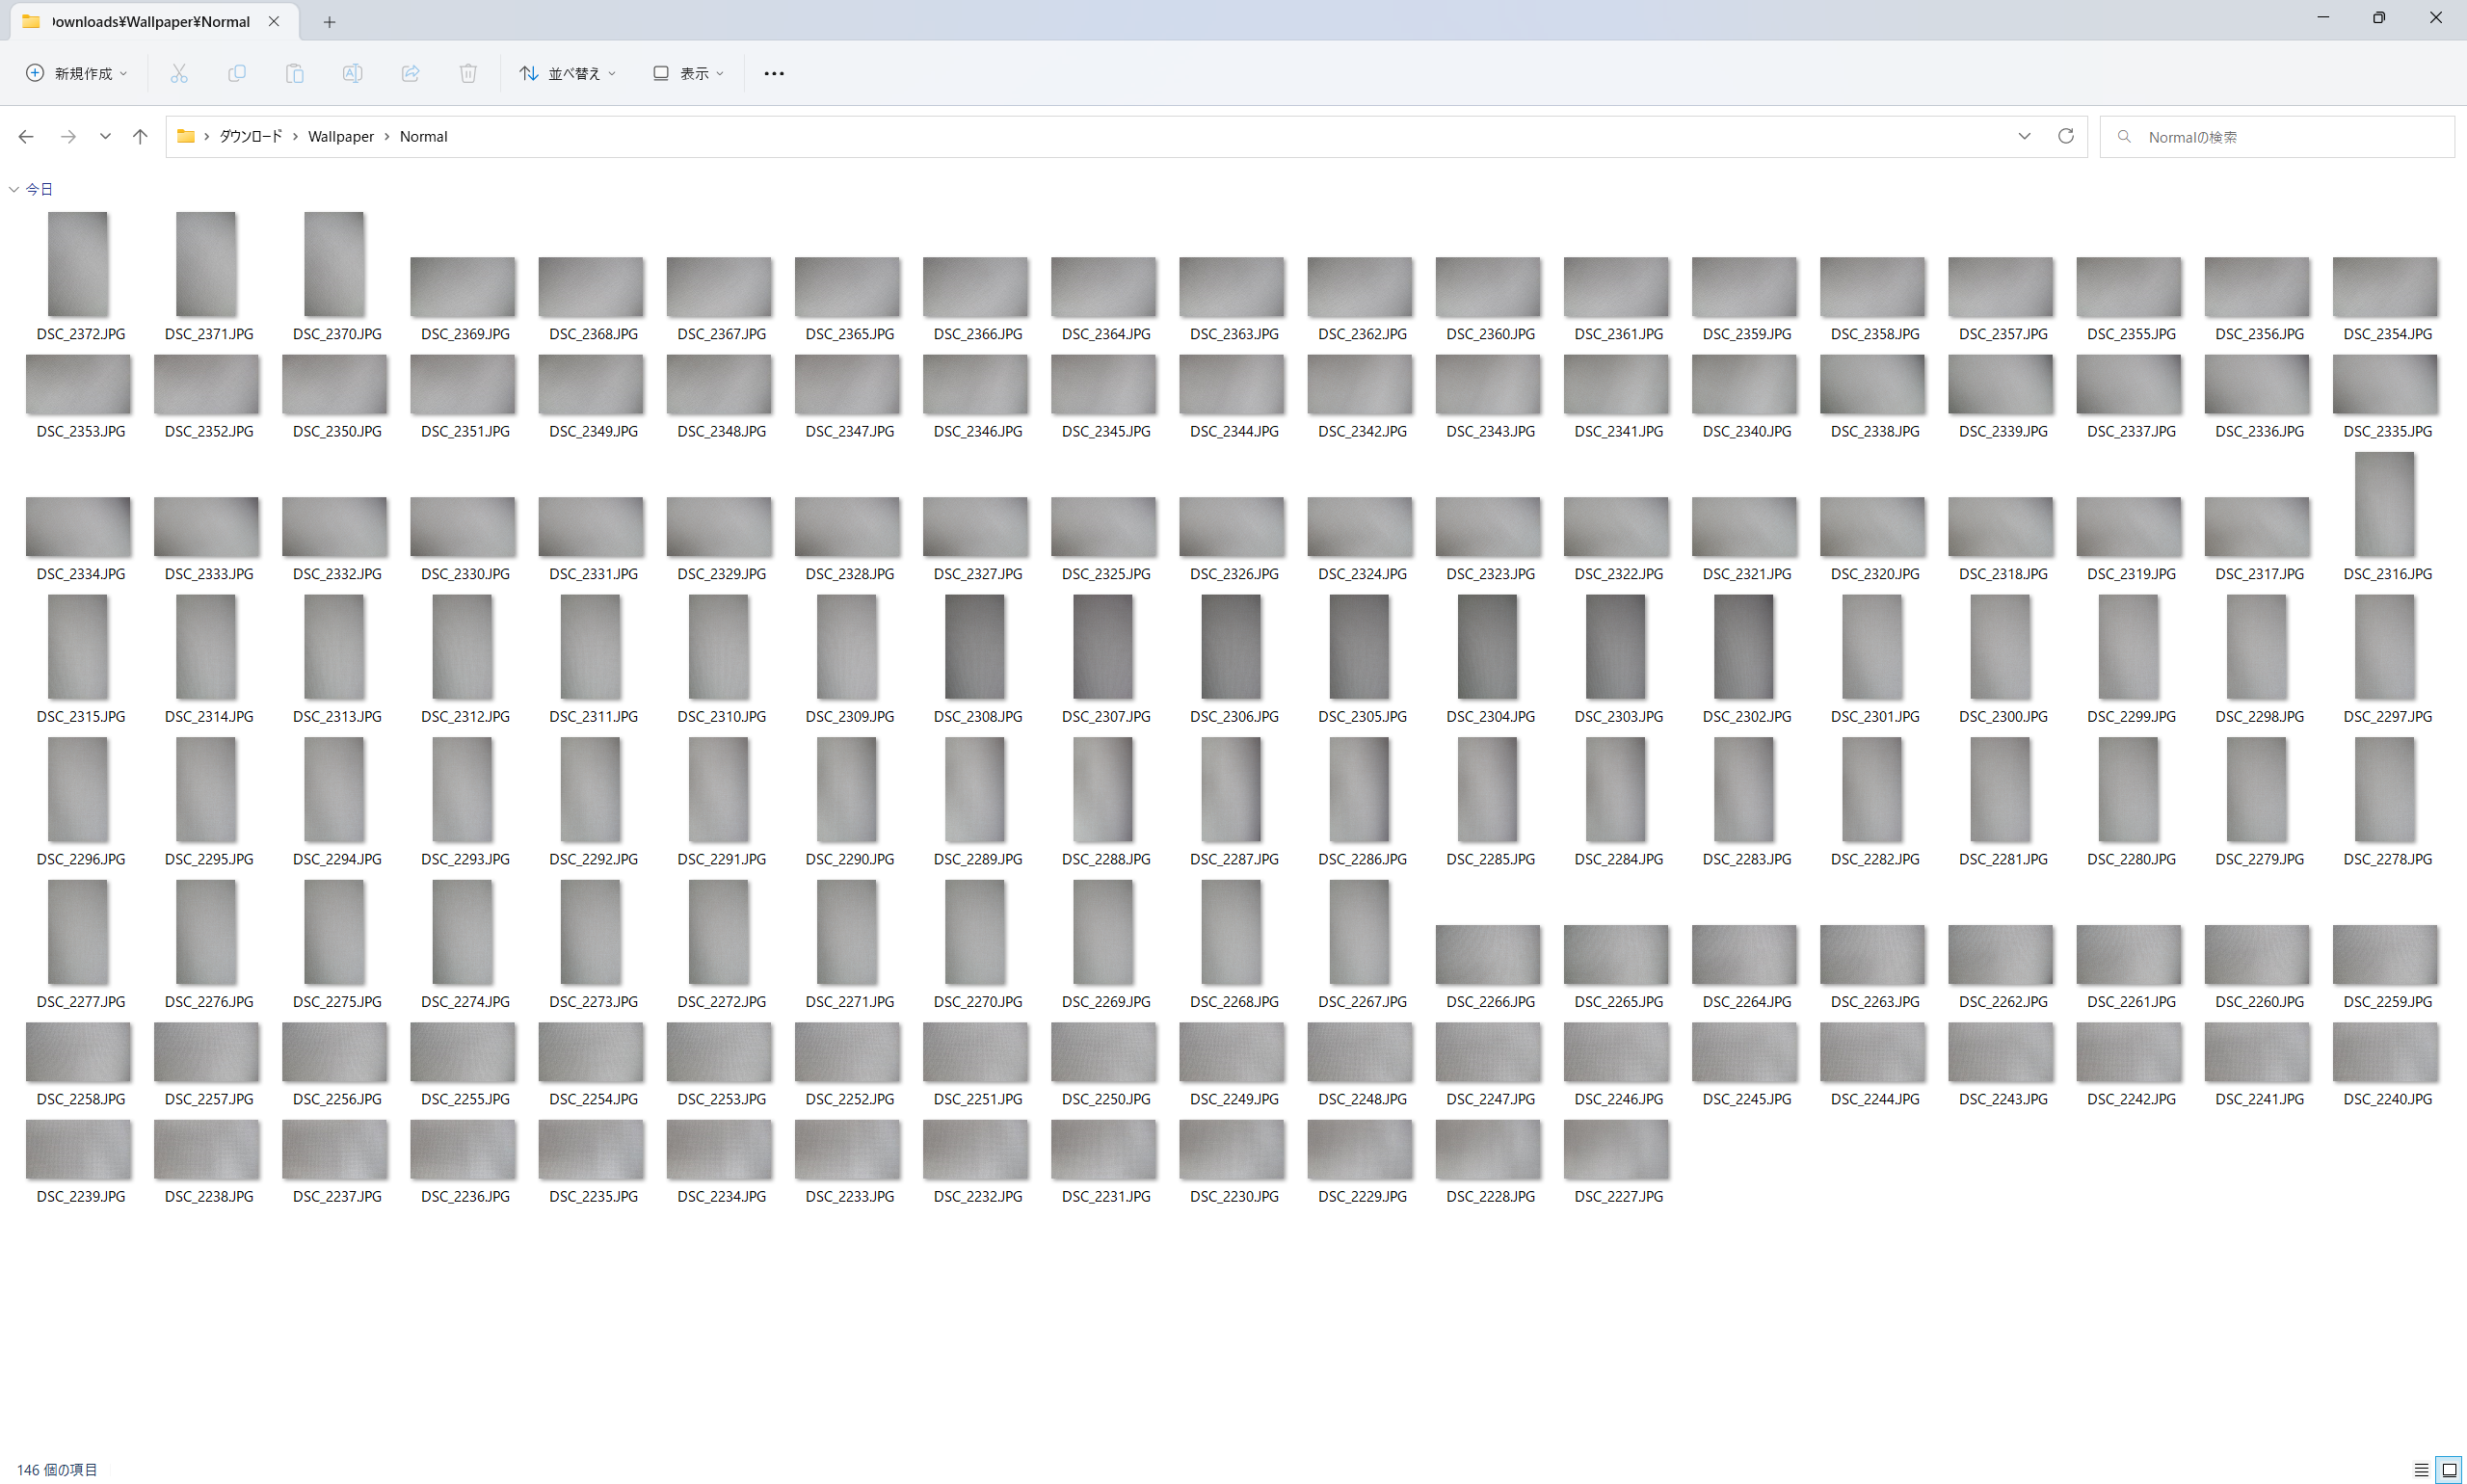 ownloads¥Wallpaper¥Normal
新規作成 並べ替え 表示
ダウンロード Wallpaper Normal Normalの検索
今日
DSC_2372.JPG DSC_2371.JPG DSC_2370.JPG DSC_2369.JPG DSC_2368.JPG DSC_2367.JPG DSC_2365.JPG DSC_2366.JPG DSC_2364.JPG DSC_2363.JPG DSC_2362.JPG DSC_2360.JPG DSC_2361.JPG DSC_2359.JPG DSC_2358.JPG DSC_2357.JPG DSC_2355.JPG DSC_2356.JPG DSC_2354.JPG
DSC_2353.JPG DSC_2352.JPG DSC_2350.JPG DSC_2351.JPG DSC_2349.JPG DSC_2348.JPG DSC_2347.JPG DSC_2346.JPG DSC_2345.JPG DSC_2344.JPG DSC_2342.JPG DSC_2343.JPG DSC_2341.JPG DSC_2340.JPG DSC_2338.JPG DSC_2339.JPG DSC_2337.JPG DSC_2336.JPG DSC_2335.JPG
DSC_2334.JPG DSC_2333.JPG DSC_2332.JPG DSC_2330.JPG DSC_2331.JPG DSC_2329.JPG DSC_2328.JPG DSC_2327.JPG DSC_2325.JPG DSC_2326.JPG DSC_2324.JPG DSC_2323.JPG DSC_2322.JPG DSC_2321.JPG DSC_2320.JPG DSC_2318.JPG DSC_2319.JPG DSC_2317.JPG DSC_2316.JPG
DSC_2315.JPG DSC_2314.JPG DSC_2313.JPG DSC_2312.JPG DSC_2311.JPG DSC_2310.JPG DSC_2309.JPG DSC_2308.JPG DSC_2307.JPG DSC_2306.JPG DSC_2305.JPG DSC_2304.JPG DSC_2303.JPG DSC_2302.JPG DSC_2301.JPG DSC_2300.JPG DSC_2299.JPG DSC_2298.JPG DSC_2297.JPG
DSC_2296.JPG DSC_2295.JPG DSC_2294.JPG DSC_2293.JPG DSC_2292.JPG DSC_2291.JPG DSC_2290.JPG DSC_2289.JPG DSC_2288.JPG DSC_2287.JPG DSC_2286.JPG DSC_2285.JPG DSC_2284.JPG DSC_2283.JPG DSC_2282.JPG DSC_2281.JPG DSC_2280.JPG DSC_2279.JPG DSC_2278.JPG
DSC_2277.JPG DSC_2276.JPG DSC_2275.JPG DSC_2274.JPG DSC_2273.JPG DSC_2272.JPG DSC_2271.JPG DSC_2270.JPG DSC_2269.JPG DSC_2268.JPG DSC_2267.JPG DSC_2266.JPG DSC_2265.JPG DSC_2264.JPG DSC_2263.JPG DSC_2262.JPG DSC_2261.JPG DSC_2260.JPG DSC_2259.JPG
DSC_2258.JPG DSC_2257.JPG DSC_2256.JPG DSC_2255.JPG DSC_2254.JPG DSC_2253.JPG DSC_2252.JPG DSC_2251.JPG DSC_2250.JPG DSC_2249.JPG DSC_2248.JPG DSC_2247.JPG DSC_2246.JPG DSC_2245.JPG DSC_2244.JPG DSC_2243.JPG DSC_2242.JPG DSC_2241.JPG DSC_2240.JPG
DSC_2239.JPG DSC_2238.JPG DSC_2237.JPG DSC_2236.JPG DSC_2235.JPG DSC_2234.JPG DSC_2233.JPG DSC_2232.JPG DSC_2231.JPG DSC_2230.JPG DSC_2229.JPG DSC_2228.JPG DSC_2227.JPG
146 個の項目